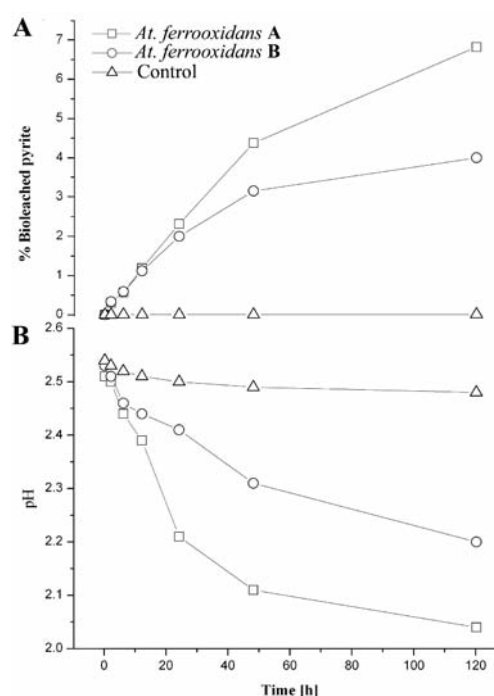 A
At. ferrooxidans A
At. ferrooxidans B
Control
% Bioleached pyrite
7
6
5
4
3
2
1
0
B
pH
2.6
2.5
2.4
2.3
2.2
2.1
2.0
0 20 40 60 80 100 120
Time [h]